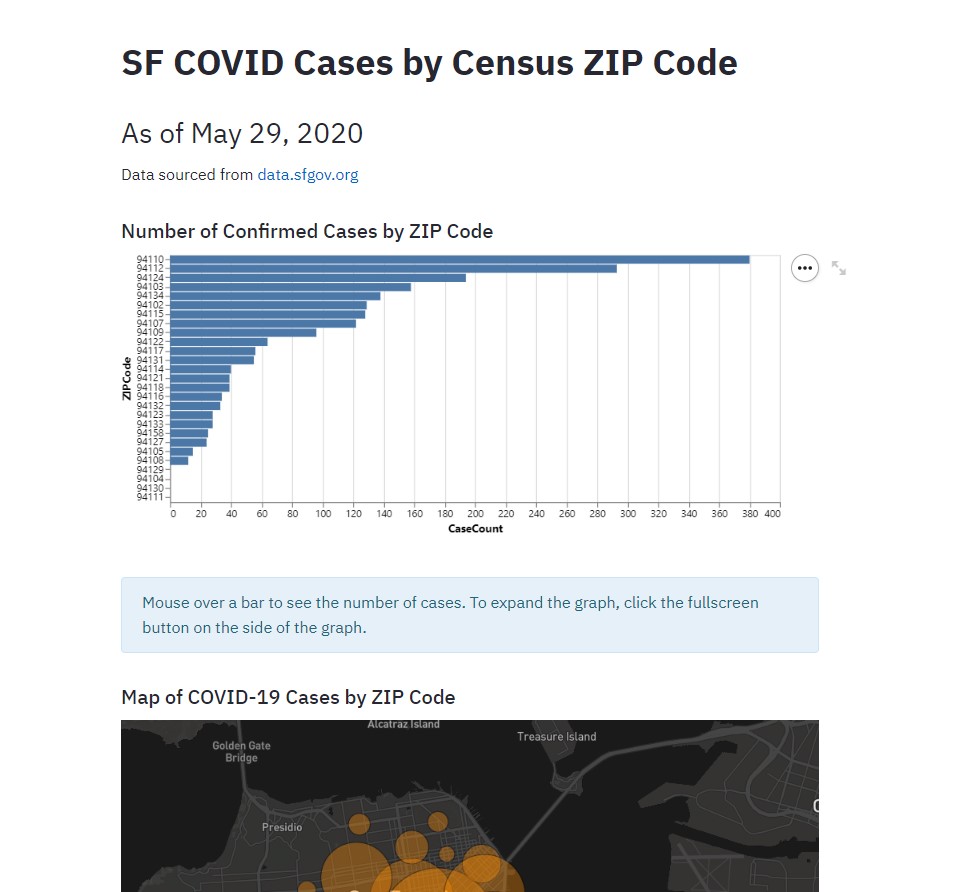 SF COVID Cases by Census ZIP Code
As of May 29, 2020
Data sourced from data.sfgov.org
Number of Confirmed Cases by ZIP Code
94110
94112
94124
94103
94134
94102
94115
94107
94109
94122
94117
94131
94114
94121
94118
94116
94132
94123
94133
94158
94127
94105
94108
94129
94104
94130
94111
ZIPCode
0 20 40 60 80 100 120 140 160 180 200 220 240 260 280 300 320 340 360 380 400
CaseCount
Mouse over a bar to see the number of cases. To expand the graph, click the fullscreen
button on the side of the graph.
Map of COVID-19 Cases by ZIP Code
Alcatraz Island
Treasure Island
Golden Gate
Bridge
Presidio